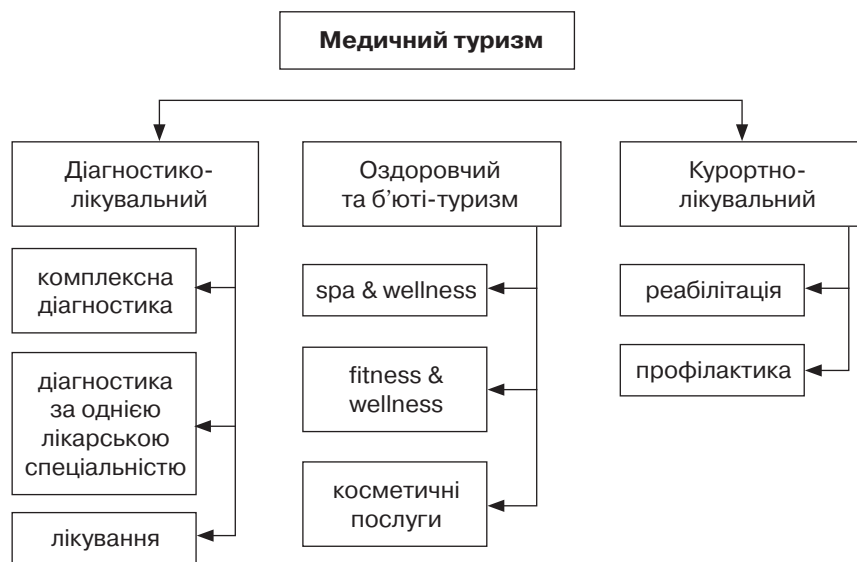 Медичний туризм
Діагностико-
лікувальний
комплексна
діагностика
діагностика
за однією
лікарською
спеціальністю
лікування
Оздоровчий
та б’юті-туризм
spa & wellness
fitness &
wellness
косметичні
послуги
Курортно-
лікувальний
реабілітація
профілактика